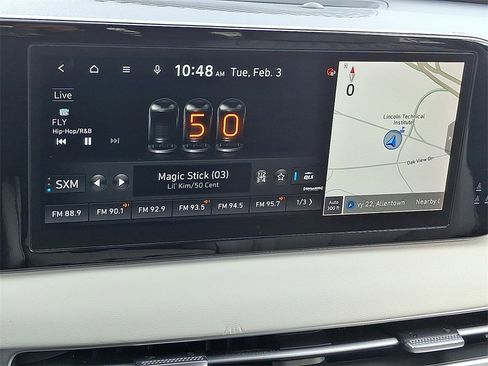 10:48 AM Tue, Feb. 3
Live
FLY
Hip-Hop/R&B
50
Magic Stick (03)
Lil' Kim/50 Cent
SXM
FM 88.9 FM 90.1 FM 92.9 FM 93.5 FM 94.5 FM 95.7 1/3
0
Lincoln Technical
Institute
Oak-View Dr
Auto
300 ft
vy 22, Allentown Nearby